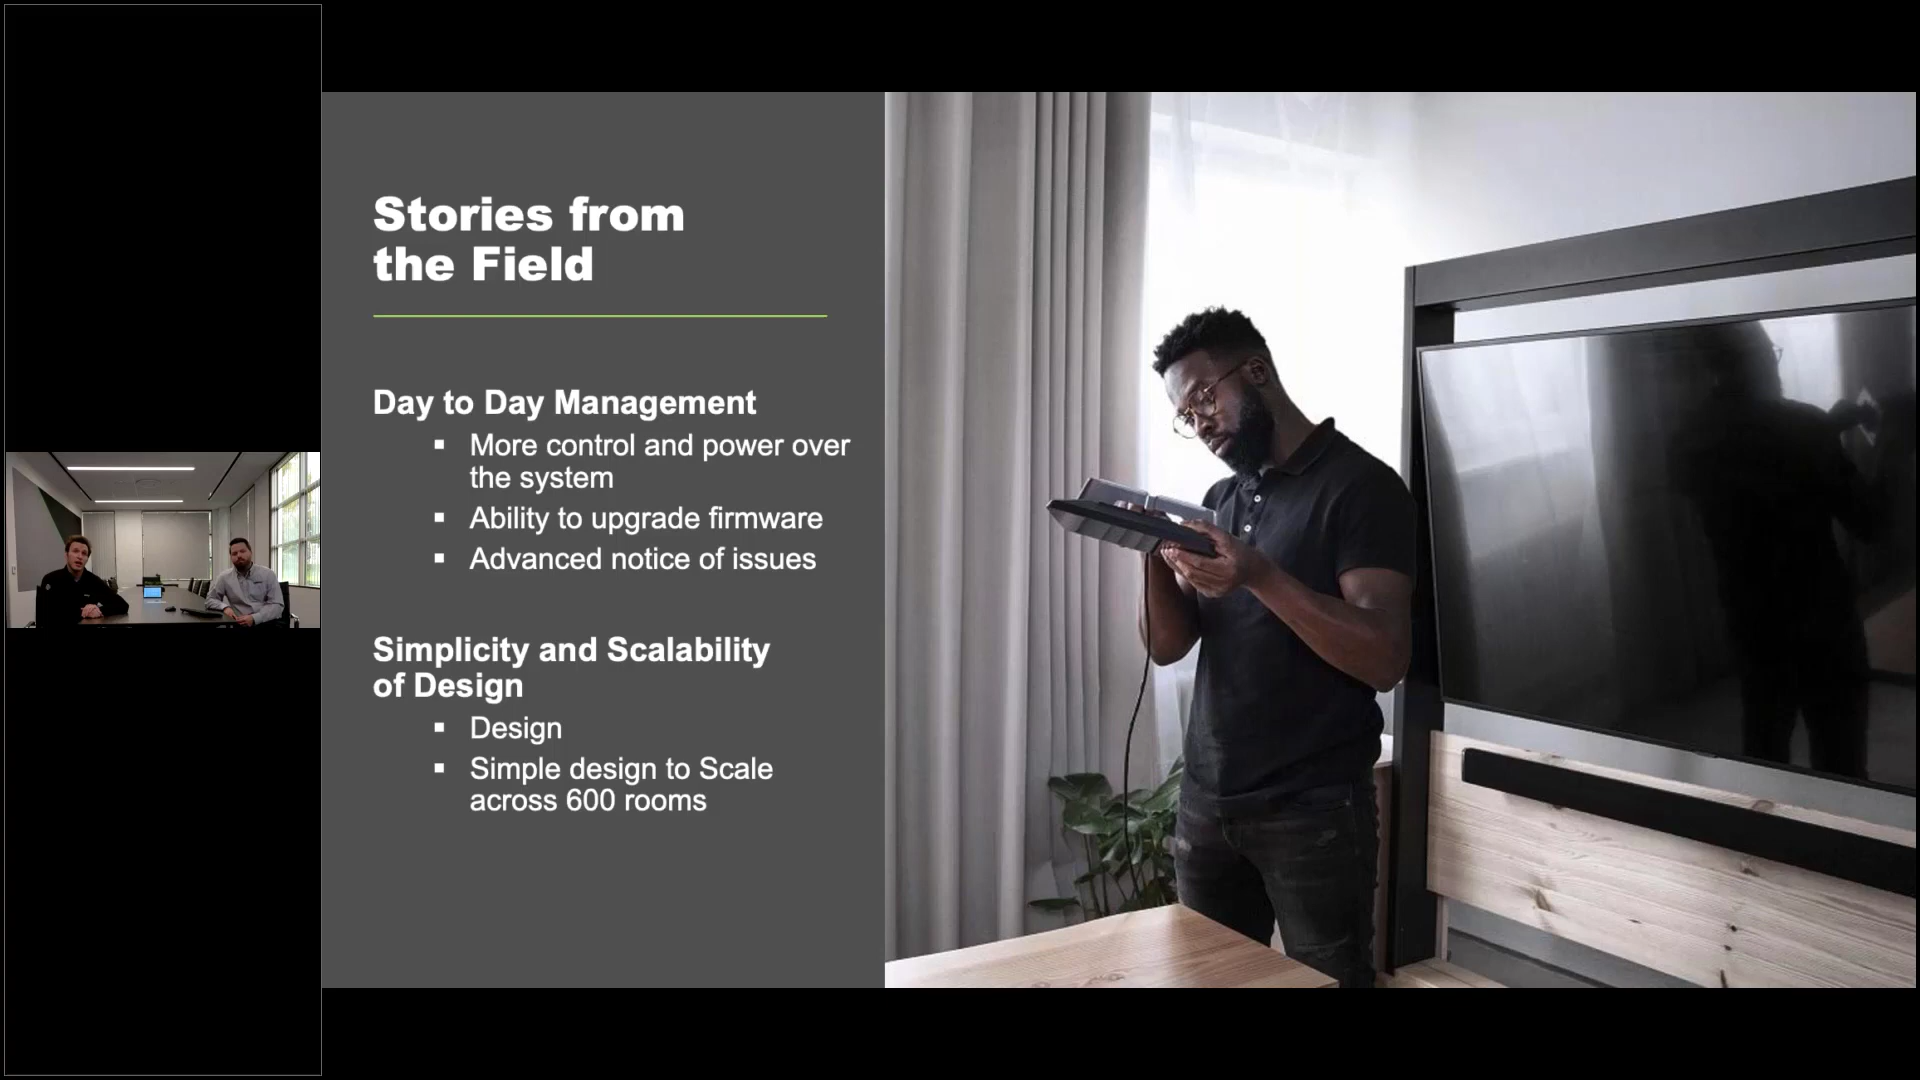 Stories from
the Field
Day to Day Management
▪ More control and power over
the system
▪ Ability to upgrade firmware
▪ Advanced notice of issues
Simplicity and Scalability
of Design
▪ Design
▪ Simple design to Scale
across 600 rooms